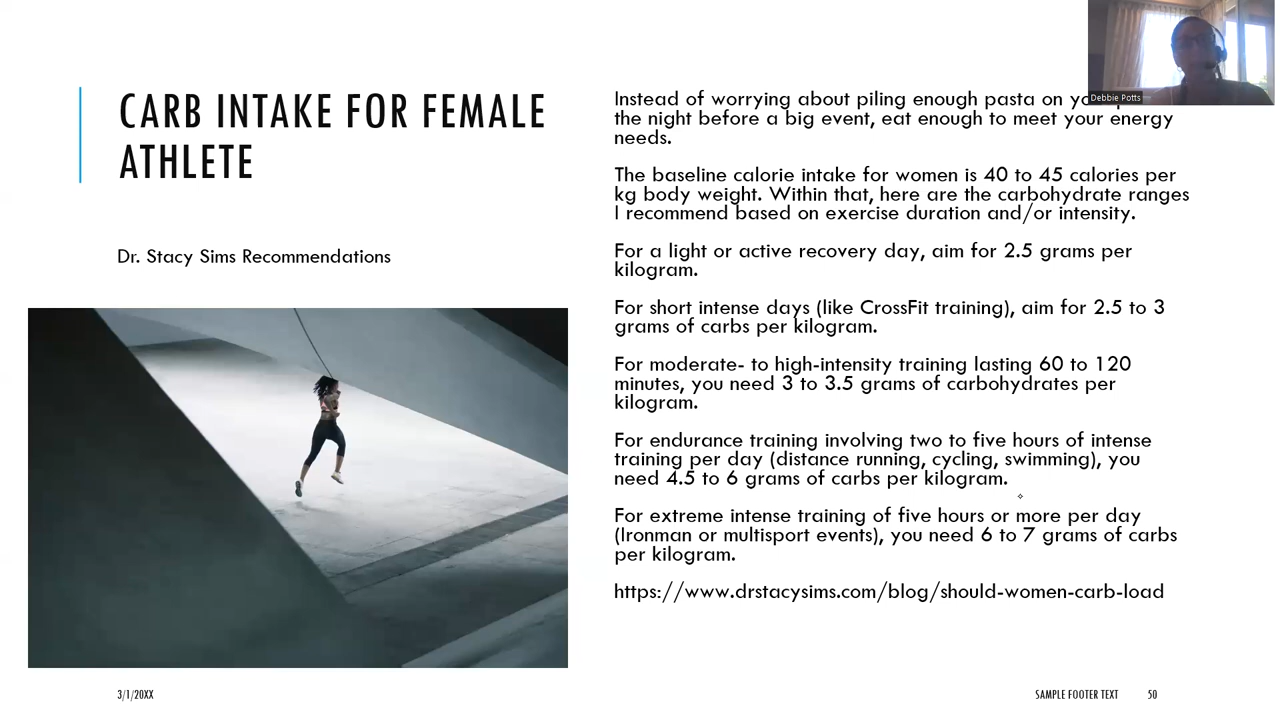 CARB INTAKE FOR FEMALE
ATHLETE
Dr. Stacy Sims Recommendations
Instead of worrying about piling enough pasta on
the night before a big event, eat enough to meet your energy
needs.
The baseline calorie intake for women is 40 to 45 calories per
kg body weight. Within that, here are the carbohydrate ranges
I recommend based on exercise duration and/or intensity.
For a light or active recovery day, aim for 2.5 grams per
kilogram.
For short intense days (like CrossFit training), aim for 2.5 to 3
grams of carbs per kilogram.
For moderate- to high-intensity training lasting 60 to 120
minutes, you need 3 to 3.5 grams of carbohydrates per
kilogram.
For endurance training involving two to five hours of intense
training per day (distance running, cycling, swimming), you
need 4.5 to 6 grams of carbs per kilogram.
For extreme intense training of five hours or more per day
(Ironman or multisport events), you need 6 to 7 grams of carbs
per kilogram.
https://www.drstacysims.com/blog/should-women-carb-load
Debbie Potts
3/1/20XX
SAMPLE FOOTER TEXT
50